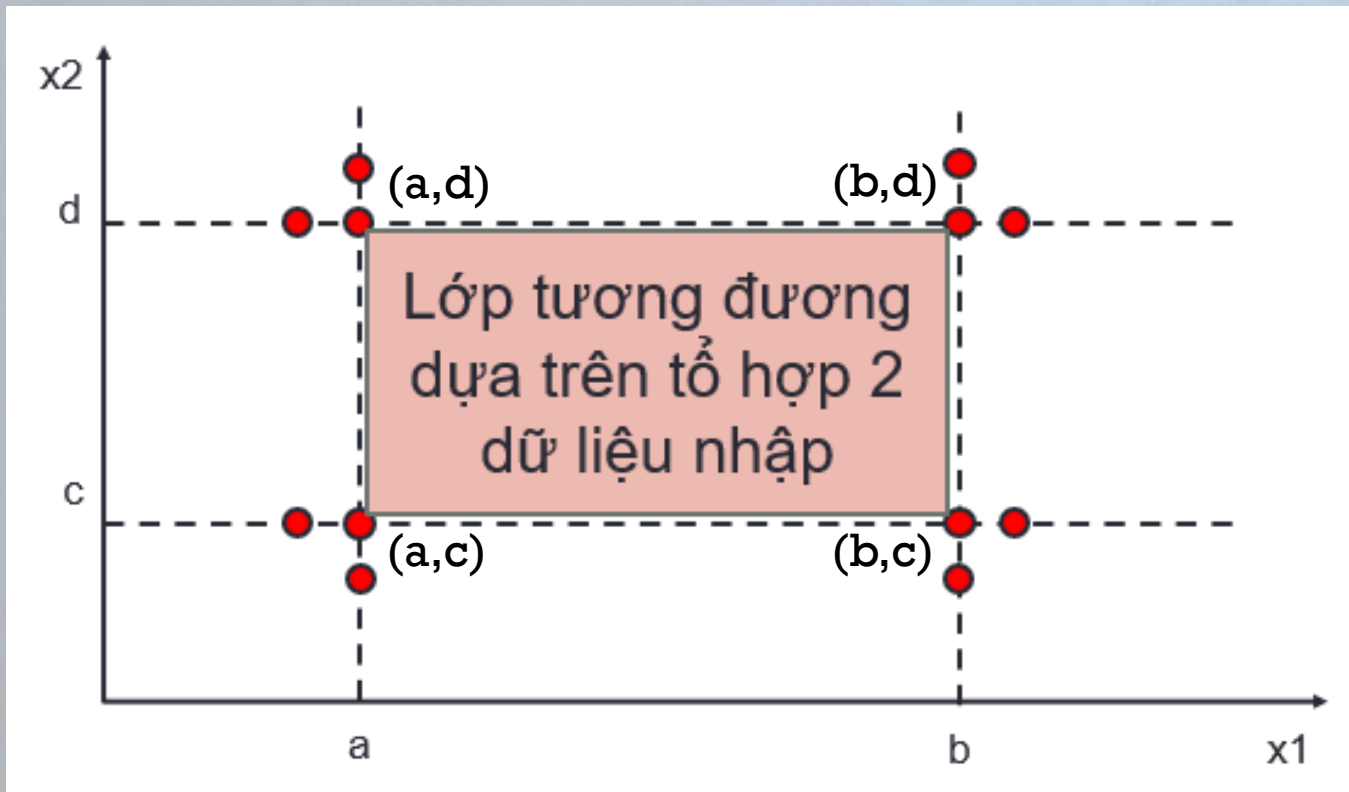 x2
(a,d)
(b,d)
d
Lớp tương đương
dựa trên tổ hợp 2
dữ liệu nhập
c
(a,c)
(b,c)
a
b
x1